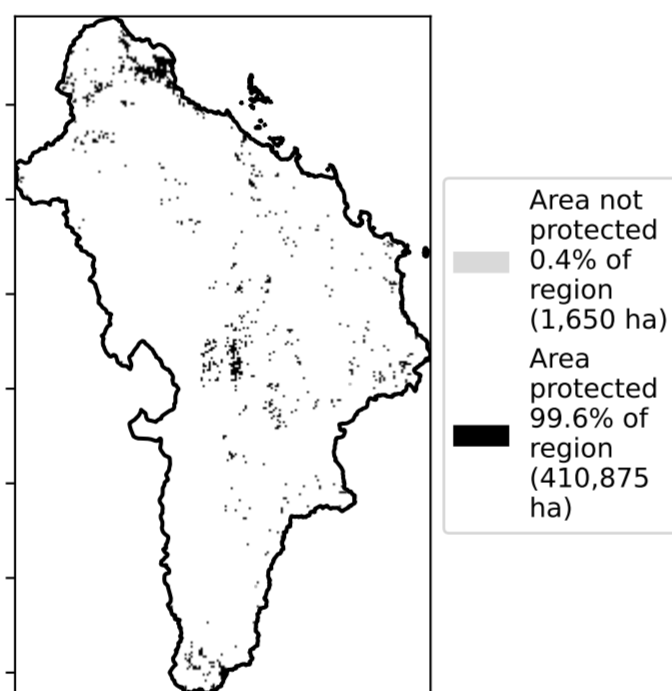 Area not
protected
0.4% of
region
(1,650 ha)
Area
protected
99.6% of
region
(410,875
ha)